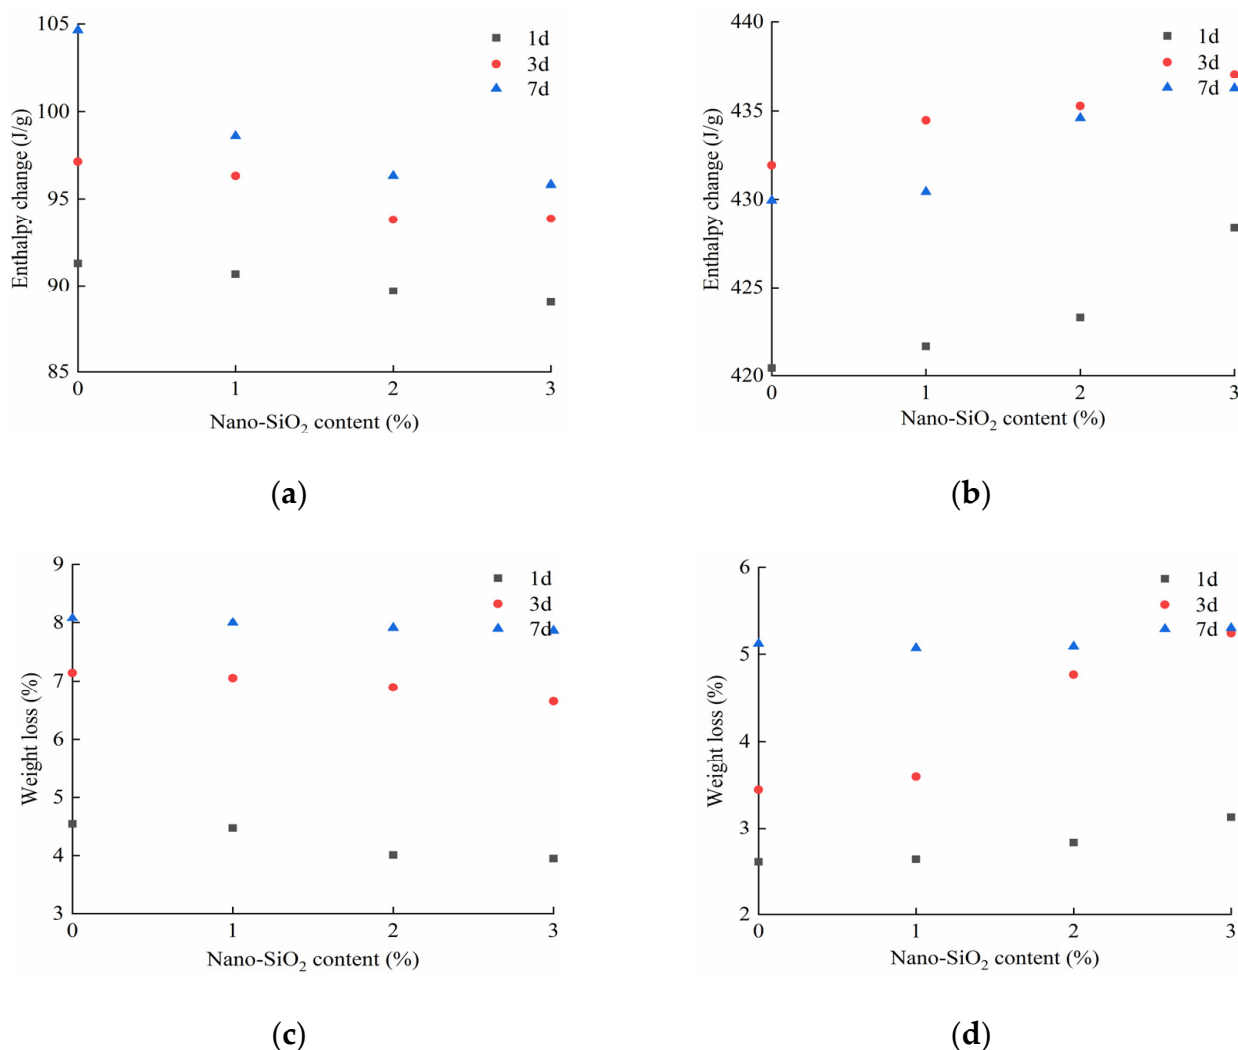 105
100
95
90
85
Enthalpy change (J/g)
1d
3d
7d
0 1 2 3
Nano-SiO2 content (%)
(a)
440
435
430
425
420
Enthalpy change (J/g)
1d
3d
7d
0 1 2 3
Nano-SiO2 content (%)
(b)
9
8
7
6
5
4
3
Weight loss (%)
1d
3d
7d
0 1 2 3
Nano-SiO2 content (%)
(c)
6
5
4
3
2
Weight loss (%)
1d
3d
7d
0 1 2 3
Nano-SiO2 content (%)
(d)